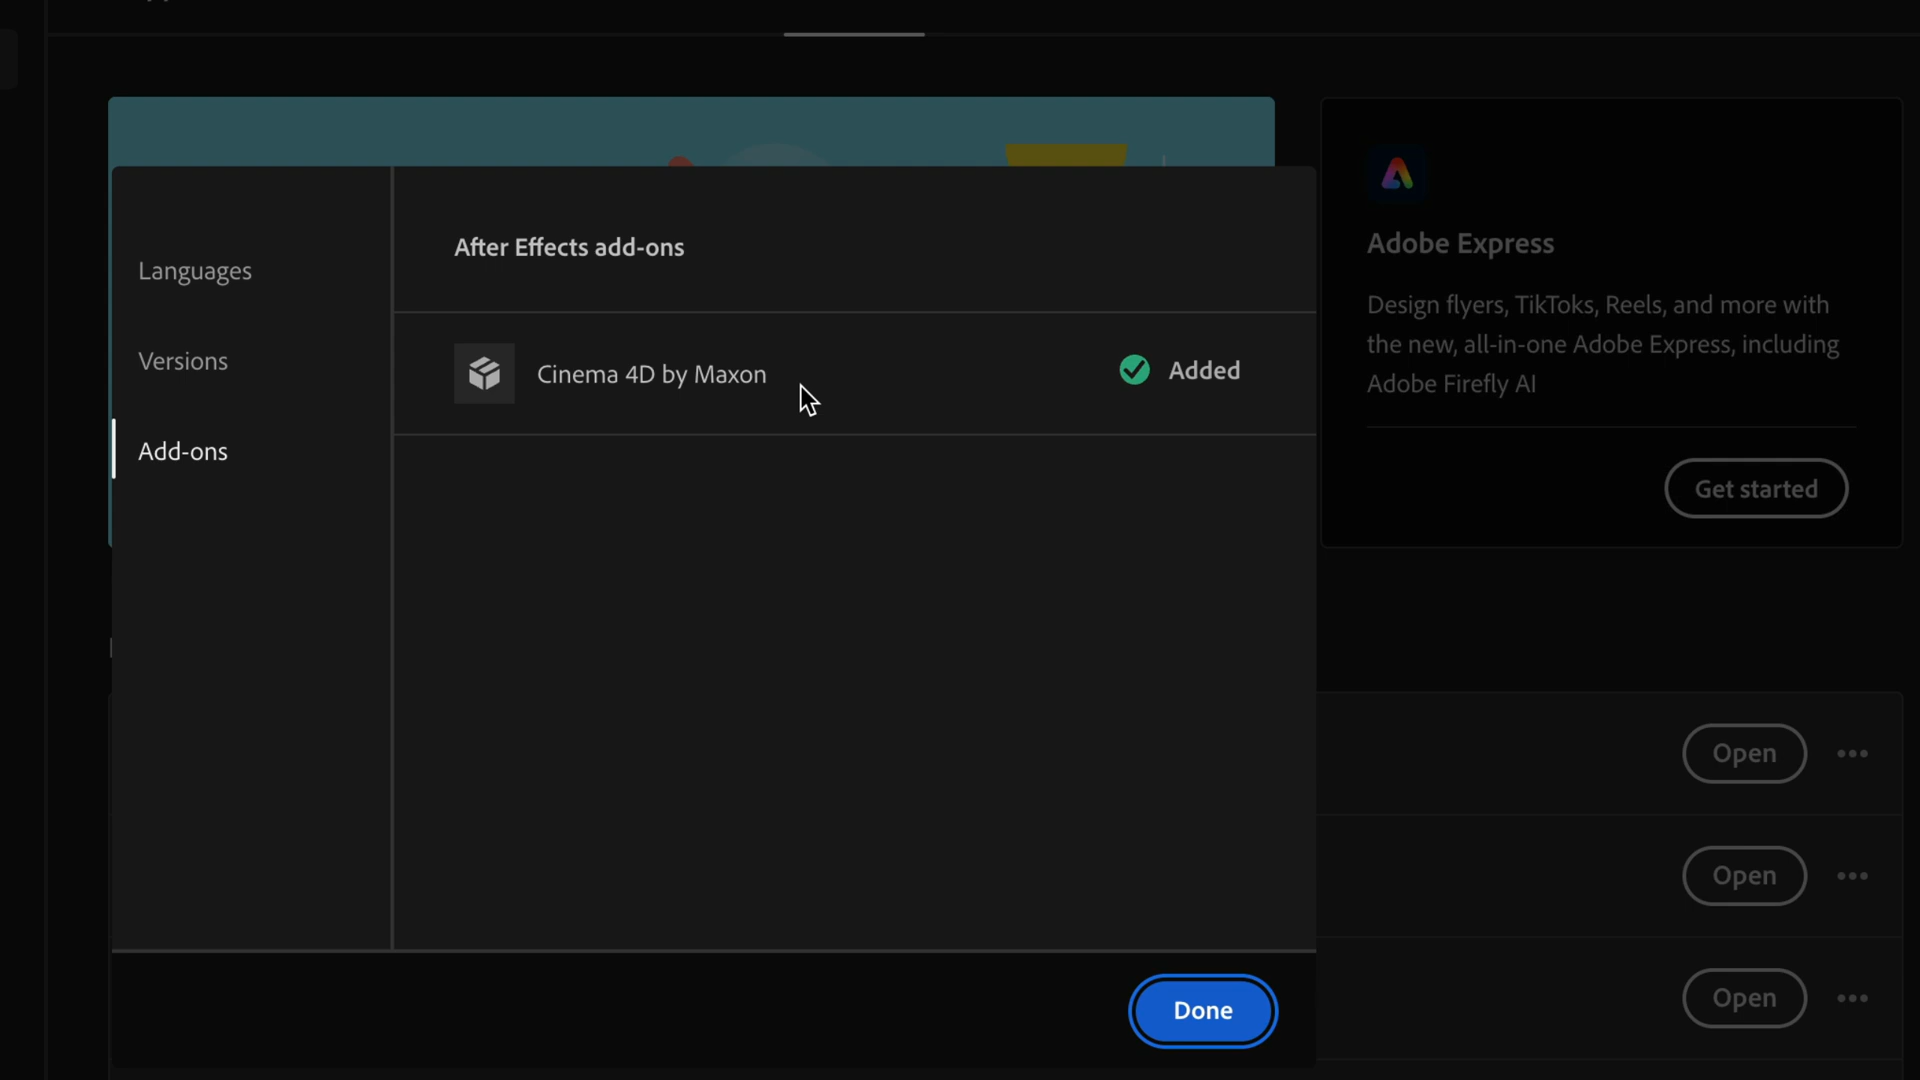 Languages
Versions
Add-ons
After Effects add-ons
Cinema 4D by Maxon
Added
Done
Adobe Express
Design flyers, TikToks, Reels, and more with
the new, all-in-one Adobe Express, including
Adobe Firefly AI
Get started
Open
Open
Open